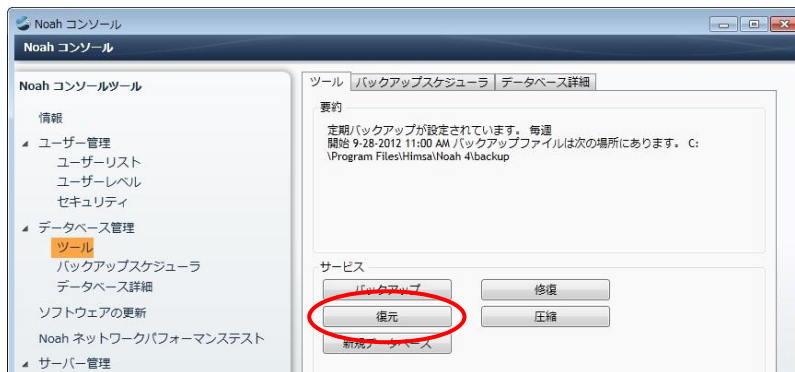 Noah コンソール
Noah コンソール
Noah コンソールツール
情報
ユーザー管理
ユーザーリスト
ユーザーレベル
セキュリティ
データベース管理
ツール
バックアップスケジューラ
データベース詳細
ソフトウェアの更新
Noah ネットワークパフォーマンステスト
サーバー管理
ツール バックアップスケジューラ データベース詳細
要約
定期バックアップが設定されています。 毎週
開始 9-28-2012 11:00 AM バックアップファイルは次の場所にあります。 C:
\Program Files\Himsa\Noah 4\backup
サービス
バックアップ 修復
復元 圧縮
新規データベース